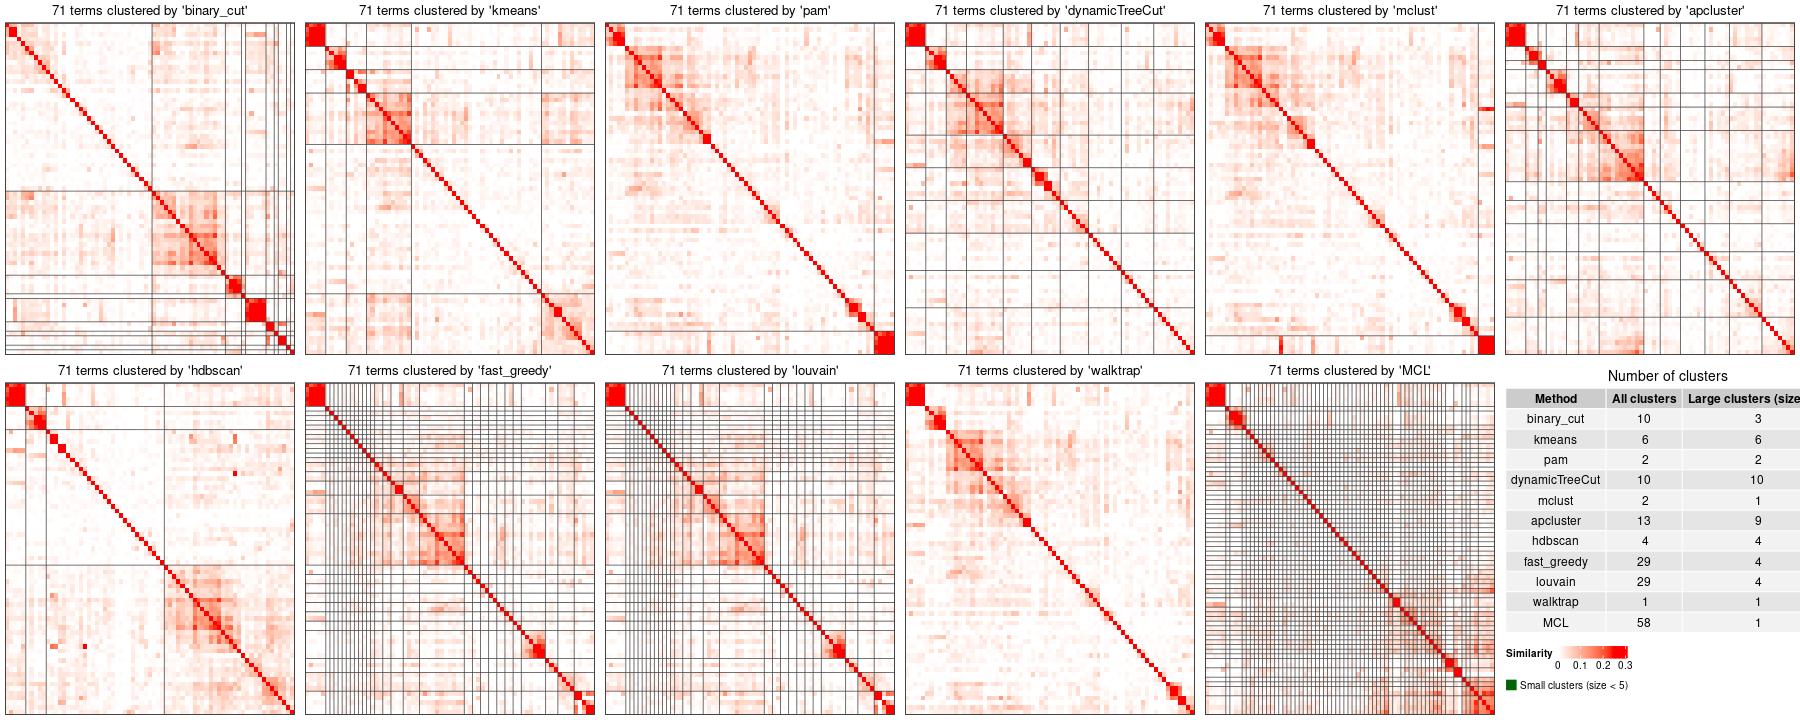 71 terms clustered by 'binary_cut'
71 terms clustered by 'kmeans'
71 terms clustered by 'pam'
71 terms clustered by 'dynamicTreeCut'
71 terms clustered by 'mclust'
71 terms clustered by 'apcluster'
71 terms clustered by 'hdbscan'
71 terms clustered by 'fast_greedy'
71 terms clustered by 'louvain'
71 terms clustered by 'walktrap'
71 terms clustered by 'MCL'
Number of clusters
Method All clusters Large clusters (size
binary_cut 10 3
kmeans 6 6
pam 2 2
dynamicTreeCut 10 10
mclust 2 1
apcluster 13 9
hdbscan 4 4
fast_greedy 29 4
louvain 29 4
walktrap 1 1
MCL 58 1
Similarity
0 0.1 0.2 0.3
Small clusters (size < 5)